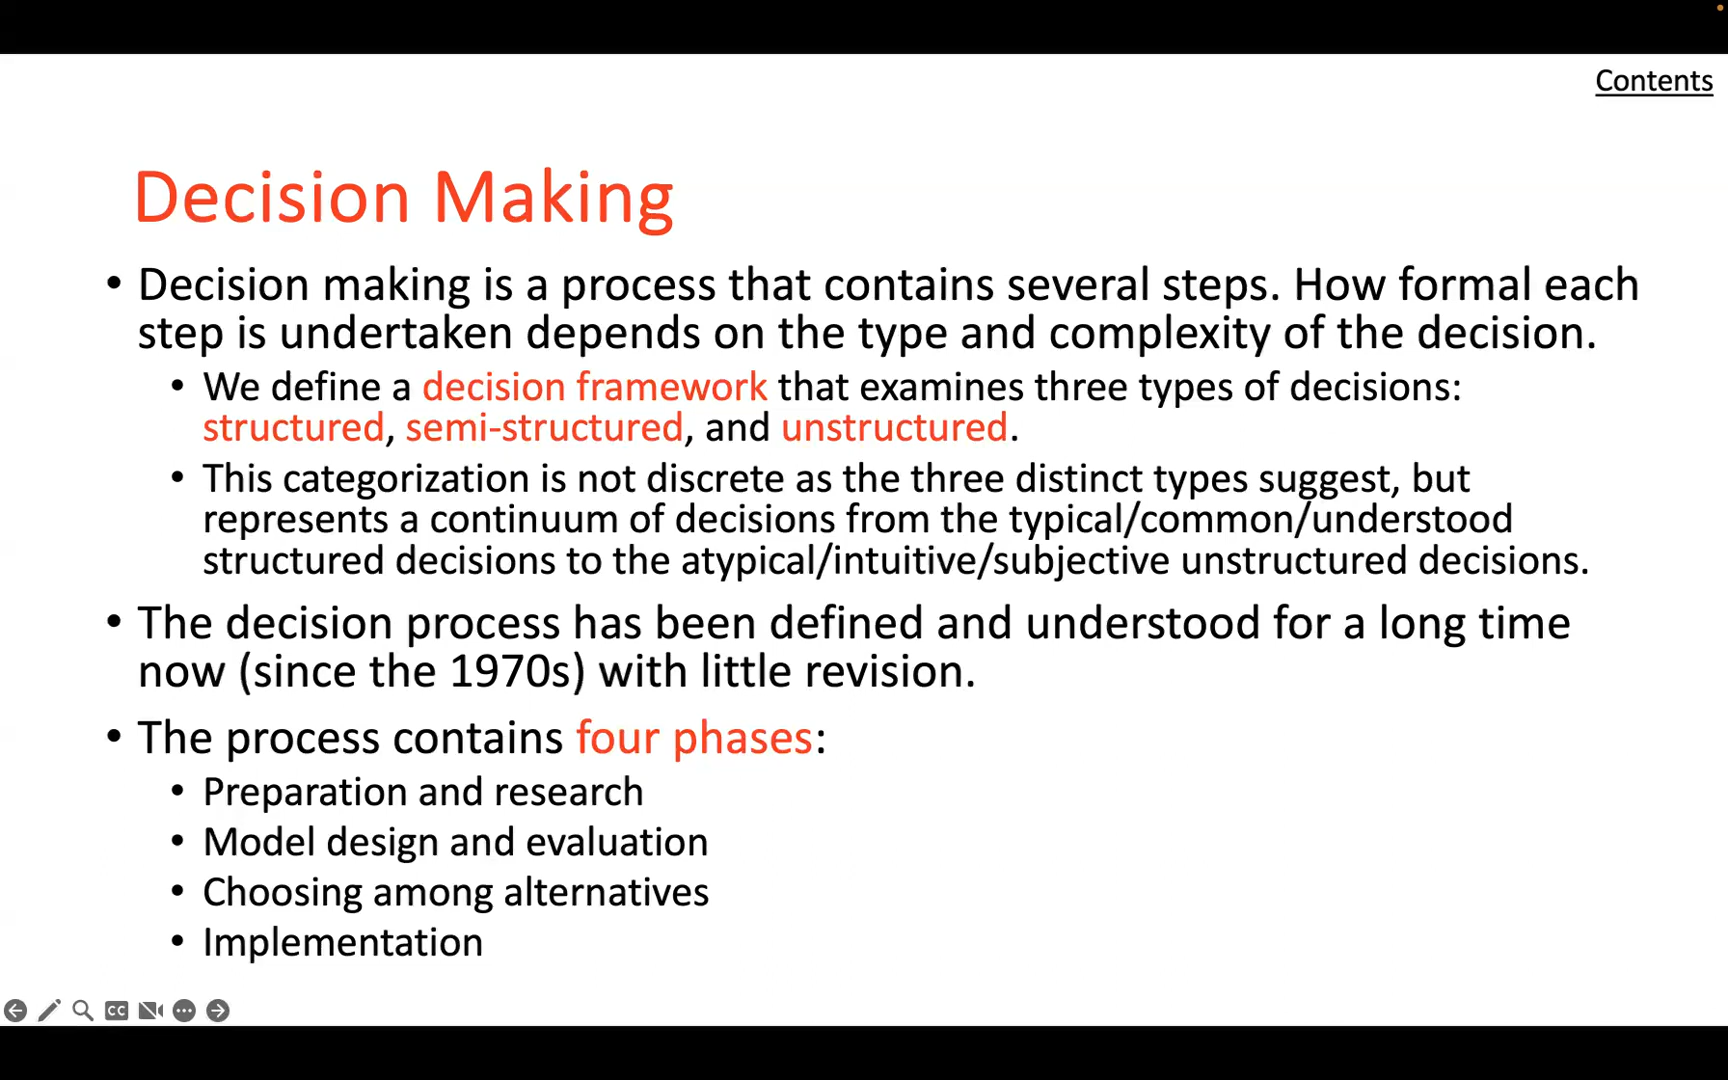 Contents
Decision Making
• Decision making is a process that contains several steps. How formal each
step is undertaken depends on the type and complexity of the decision.
• We define a decision framework that examines three types of decisions:
structured, semi-structured, and unstructured.
• This categorization is not discrete as the three distinct types suggest, but
represents a continuum of decisions from the typical/common/understood
structured decisions to the atypical/intuitive/subjective unstructured decisions.
• The decision process has been defined and understood for a long time
now (since the 1970s) with little revision.
• The process contains four phases:
• Preparation and research
• Model design and evaluation
• Choosing among alternatives
• Implementation
CC